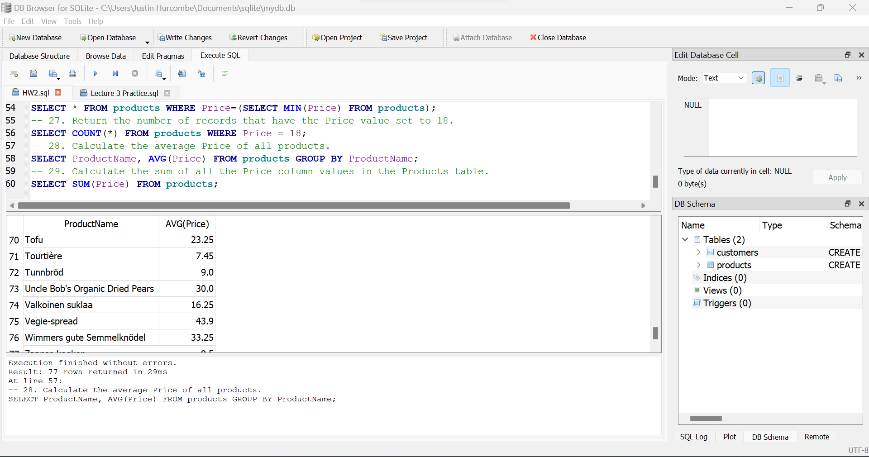 DB Browser for SQLite - C:\Users\Justin Hurcombe\Documents\sqlite\mydb.db
File Edit View Tools Help
New Database Open Database Write Changes Revert Changes Open Project Save Project Attach Database Close Database
Database Structure Browse Data Edit Pragmas Execute SQL
HW2.sql Lecture 3 Practice.sql
54 SELECT * FROM products WHERE Price=(SELECT MIN(Price) FROM products);
55 -- 27. Return the number of records that have the Price value set to 18.
56 SELECT COUNT(*) FROM products WHERE Price = 18;
57 -- 28. Calculate the average Price of all products.
58 SELECT ProductName, AVG(Price) FROM products GROUP BY ProductName;
59 -- 29. Calculate the sum of all the Price column values in the Products table.
60 SELECT SUM(Price) FROM products;
ProductName AVG(Price)
70 Tofu 23.25
71 Tourtière 7.45
72 Tunnbröd 9.0
73 Uncle Bob's Organic Dried Pears 30.0
74 Valkoinen suklaa 16.25
75 Vegie-spread 43.9
76 Wimmers gute Semmelknödel 33.25
Execution finished without errors.
Result: 77 rows returned in 29ms
At line 57:
-- 28. Calculate the average Price of all products.
SELECT ProductName, AVG(Price) FROM products GROUP BY ProductName;
Edit Database Cell
Mode: Text
NULL
Type of data currently in cell: NULL
0 byte(s)
Apply
DB Schema
Name Type Schema
Tables (2)
customers CREATE
products CREATE
Indices (0)
Views (0)
Triggers (0)
SQL Log Plot DB Schema Remote
UTF-8